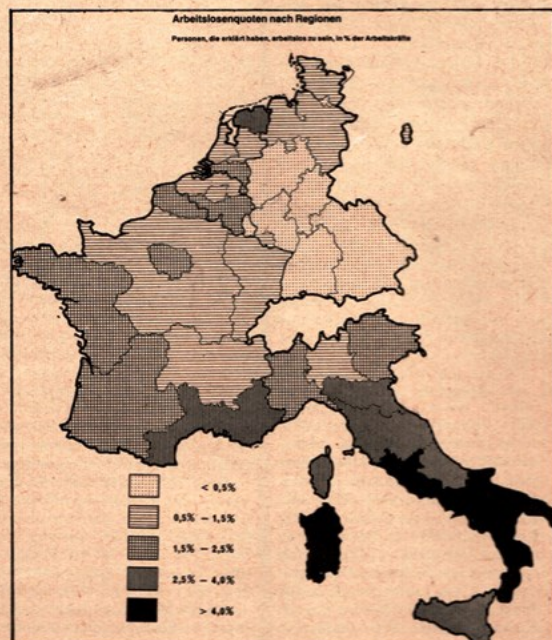 Arbeitslosenquoten nach Regionen
Personen, die erklärt haben, arbeitslos zu sein, in % der Arbeitskräfte
< 0,5%
0,5% – 1,5%
1,5% – 2,5%
2,5% – 4,0%
> 4,0%